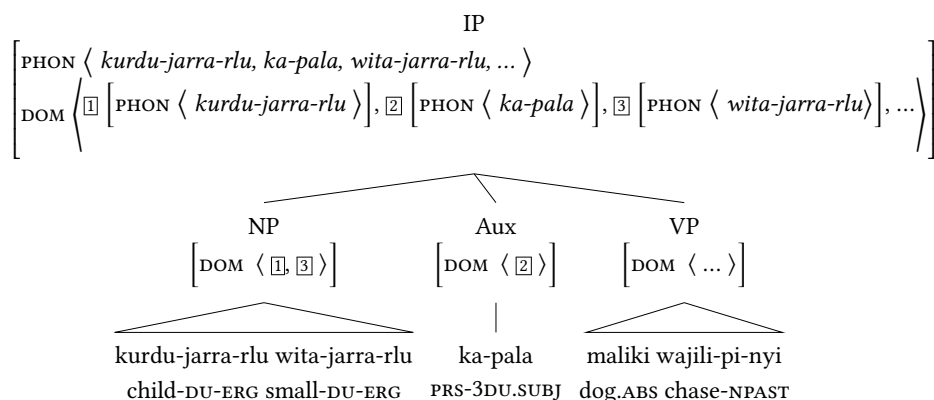 IP
PHON ⟨ kurdu-jarra-rlu, ka-pala, wita-jarra-rlu, … ⟩
DOM ⟨ 1 [PHON ⟨ kurdu-jarra-rlu ⟩], 2 [PHON ⟨ ka-pala ⟩], 3 [PHON ⟨ wita-jarra-rlu⟩], … ⟩
NP Aux VP
[DOM ⟨ 1, 3 ⟩] [DOM ⟨ 2 ⟩] [DOM ⟨ … ⟩]
kurdu-jarra-rlu wita-jarra-rlu ka-pala maliki wajili-pi-nyi
child-DU-ERG small-DU-ERG PRS-3DU.SUBJ dog.ABS chase-NPAST